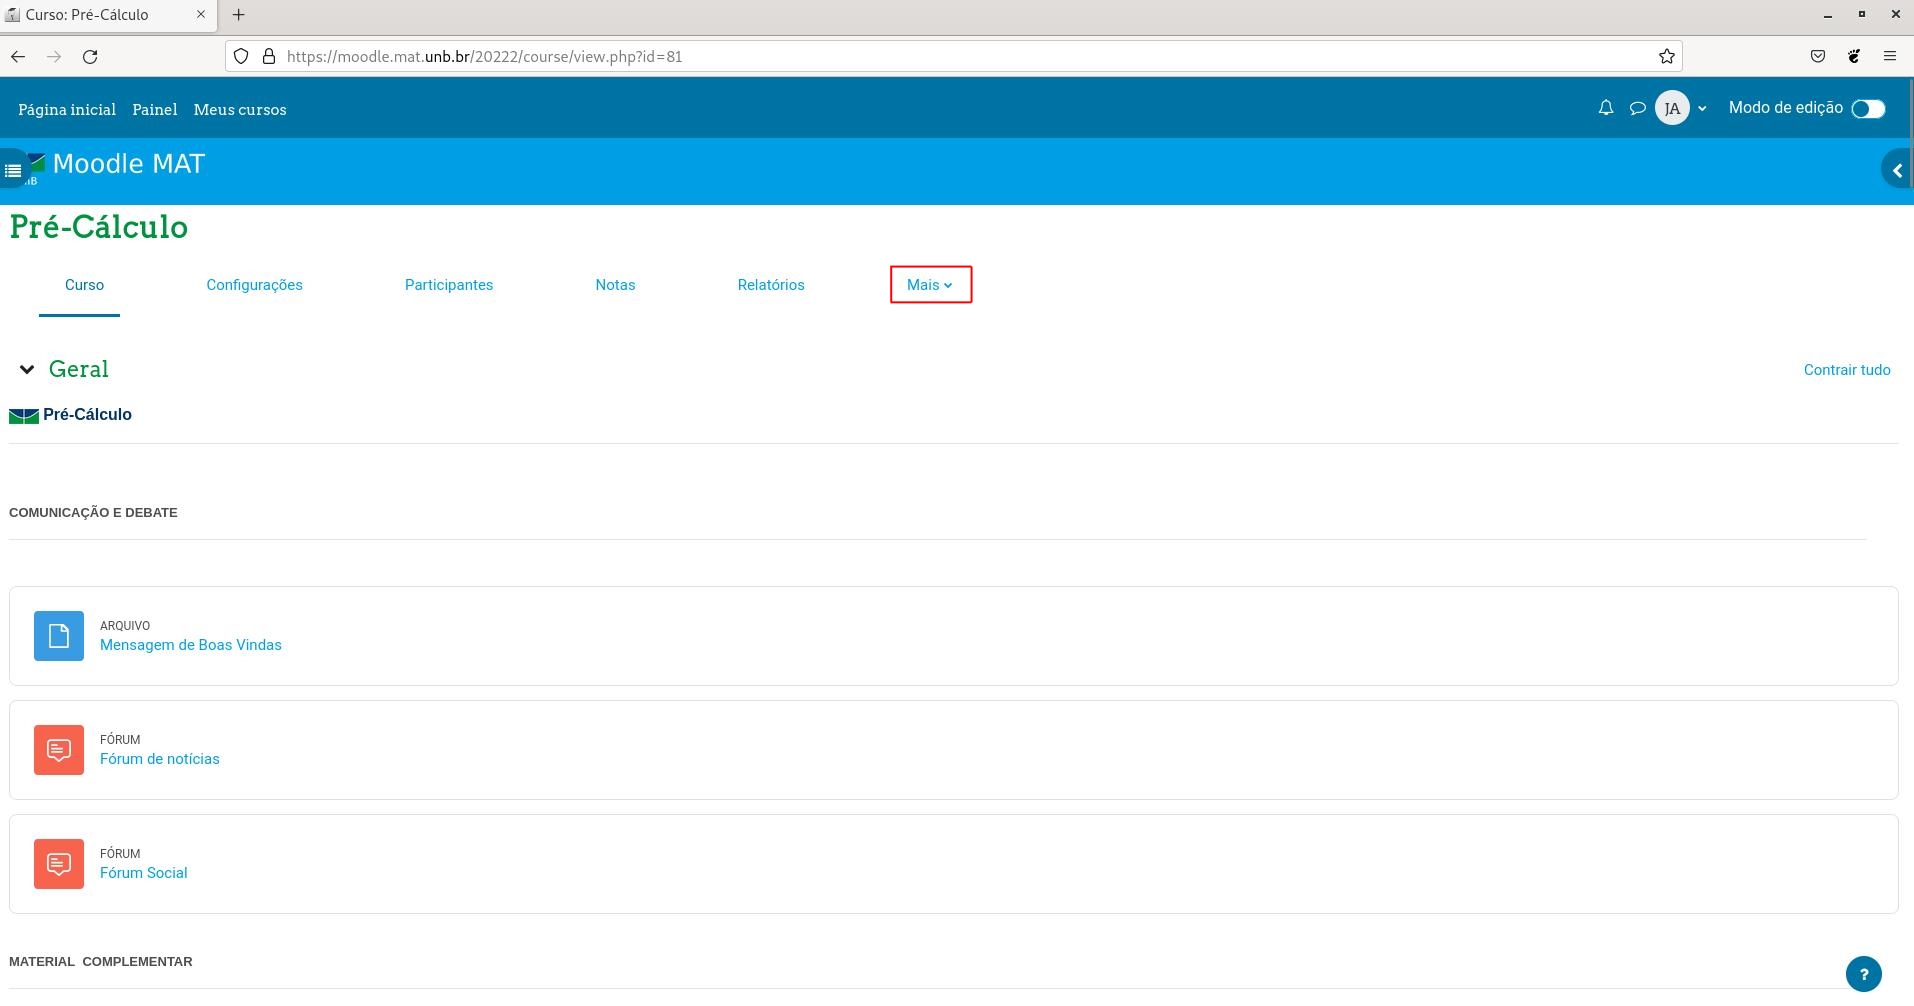 Curso: Pré-Cálculo
https://moodle.mat.unb.br/20222/course/view.php?id=81
Página inicial Painel Meus cursos
JA Modo de edição
Moodle MAT
Pré-Cálculo
Curso Configurações Participantes Notas Relatórios Mais
Geral
Contrair tudo
Pré-Cálculo
COMUNICAÇÃO E DEBATE
ARQUIVO
Mensagem de Boas Vindas
FÓRUM
Fórum de notícias
FÓRUM
Fórum Social
MATERIAL COMPLEMENTAR
?